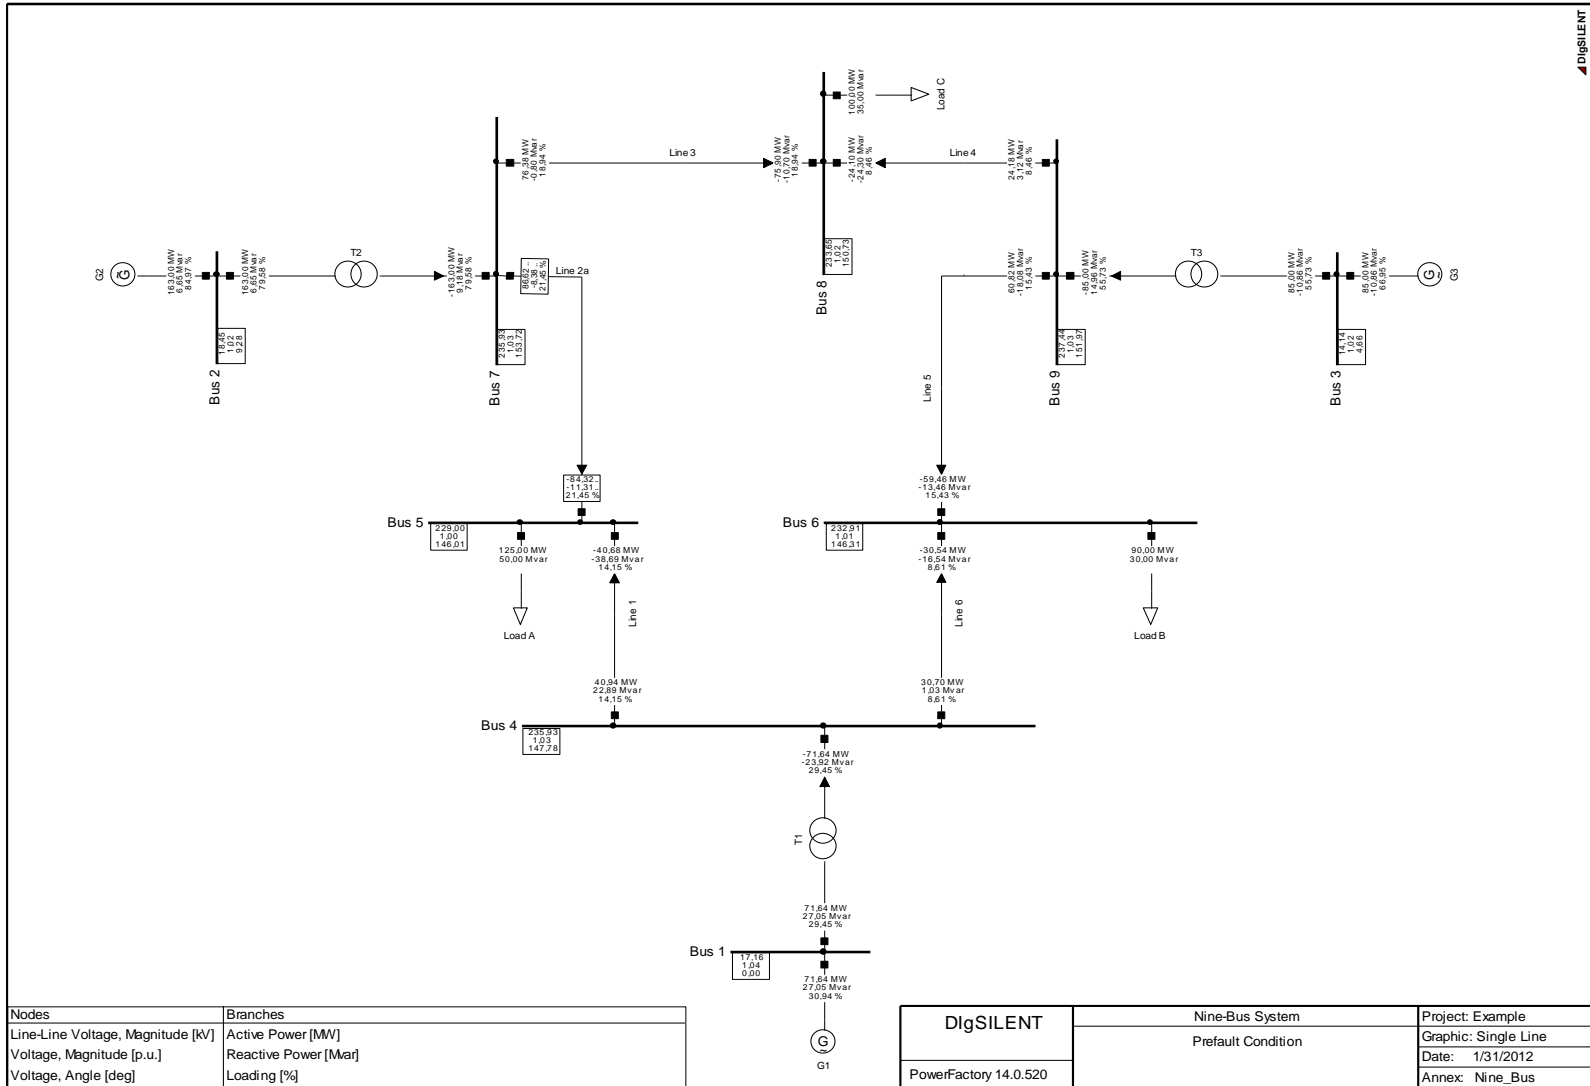 DIgSILENT
100,00 MW
35,00 Mvar
Load C
76,38 MW
-0,80 Mvar
18,94 %
Line 3
-75,90 MW
-10,70 Mvar
18,94 %
-24,10 MW
-24,30 Mvar
8,46 %
Line 4
24,18 MW
3,12 Mvar
8,46 %
G2
G
~
163,00 MW
6,65 Mvar
84,97 %
163,00 MW
6,65 Mvar
79,58 %
T2
-163,00 MW
9,18 Mvar
79,58 %
86,62 ..
-8,38 ..
21,45 %
Line 2a
233,65
1,02
150,73
Bus 8
60,82 MW
-18,08 Mvar
15,43 %
-85,00 MW
14,96 Mvar
55,73 %
T3
85,00 MW
-10,86 Mvar
55,73 %
85,00 MW
-10,86 Mvar
66,95 %
G
~
G3
18,45
1,02
9,28
Bus 2
235,93
1,03
153,72
Bus 7
237,44
1,03
151,97
Bus 9
14,14
1,02
4,66
Bus 3
Line 5
-84,32..
-11,31..
21,45 %
-59,46 MW
-13,46 Mvar
15,43 %
Bus 5
229,00
1,00
146,01
125,00 MW
50,00 Mvar
-40,68 MW
-38,69 Mvar
14,15 %
Bus 6
232,91
1,01
146,31
-30,54 MW
-16,54 Mvar
8,61 %
90,00 MW
30,00 Mvar
Load A
Line 1
Line 6
Load B
40,94 MW
22,89 Mvar
14,15 %
30,70 MW
1,03 Mvar
8,61 %
Bus 4
235,93
1,03
147,78
-71,64 MW
-23,92 Mvar
29,45 %
T1
71,64 MW
27,05 Mvar
29,45 %
Bus 1
17,16
1,04
0,00
71,64 MW
27,05 Mvar
30,94 %
G
~
G1
Nodes Branches
Line-Line Voltage, Magnitude [kV] Active Power [MW]
Voltage, Magnitude [p.u.] Reactive Power [Mvar]
Voltage, Angle [deg] Loading [%]
DIgSILENT
PowerFactory 14.0.520
Nine-Bus System
Prefault Condition
Project: Example
Graphic: Single Line
Date: 1/31/2012
Annex: Nine_Bus